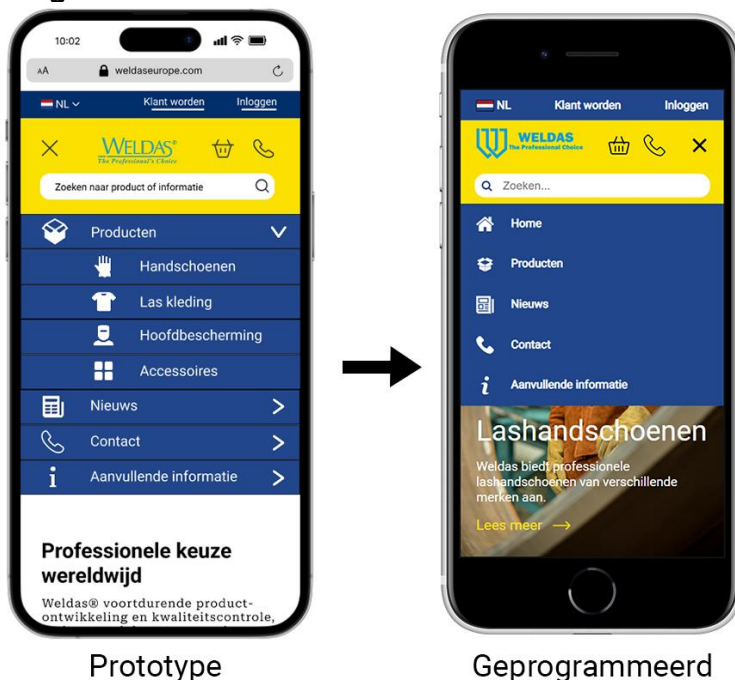 10:02
AA
weldaseurope.com
NL
Klant worden
Inloggen
WELDAS®
The Professional's Choice
Zoeken naar product of informatie
Producten
Handschoenen
Las kleding
Hoofdbescherming
Accessoires
Nieuws
Contact
Aanvullende informatie
Professionele keuze
wereldwijd
Weldas® voortdurende product-
ontwikkeling en kwaliteitscontrole,
Prototype
NL
Klant worden
Inloggen
WELDAS
The Professional Choice
Zoeken...
Home
Producten
Nieuws
Contact
Aanvullende informatie
Lashandschoenen
Weldas biedt professionele
lashandschoenen van verschillende
merken aan.
Lees meer
Geprogrammeerd